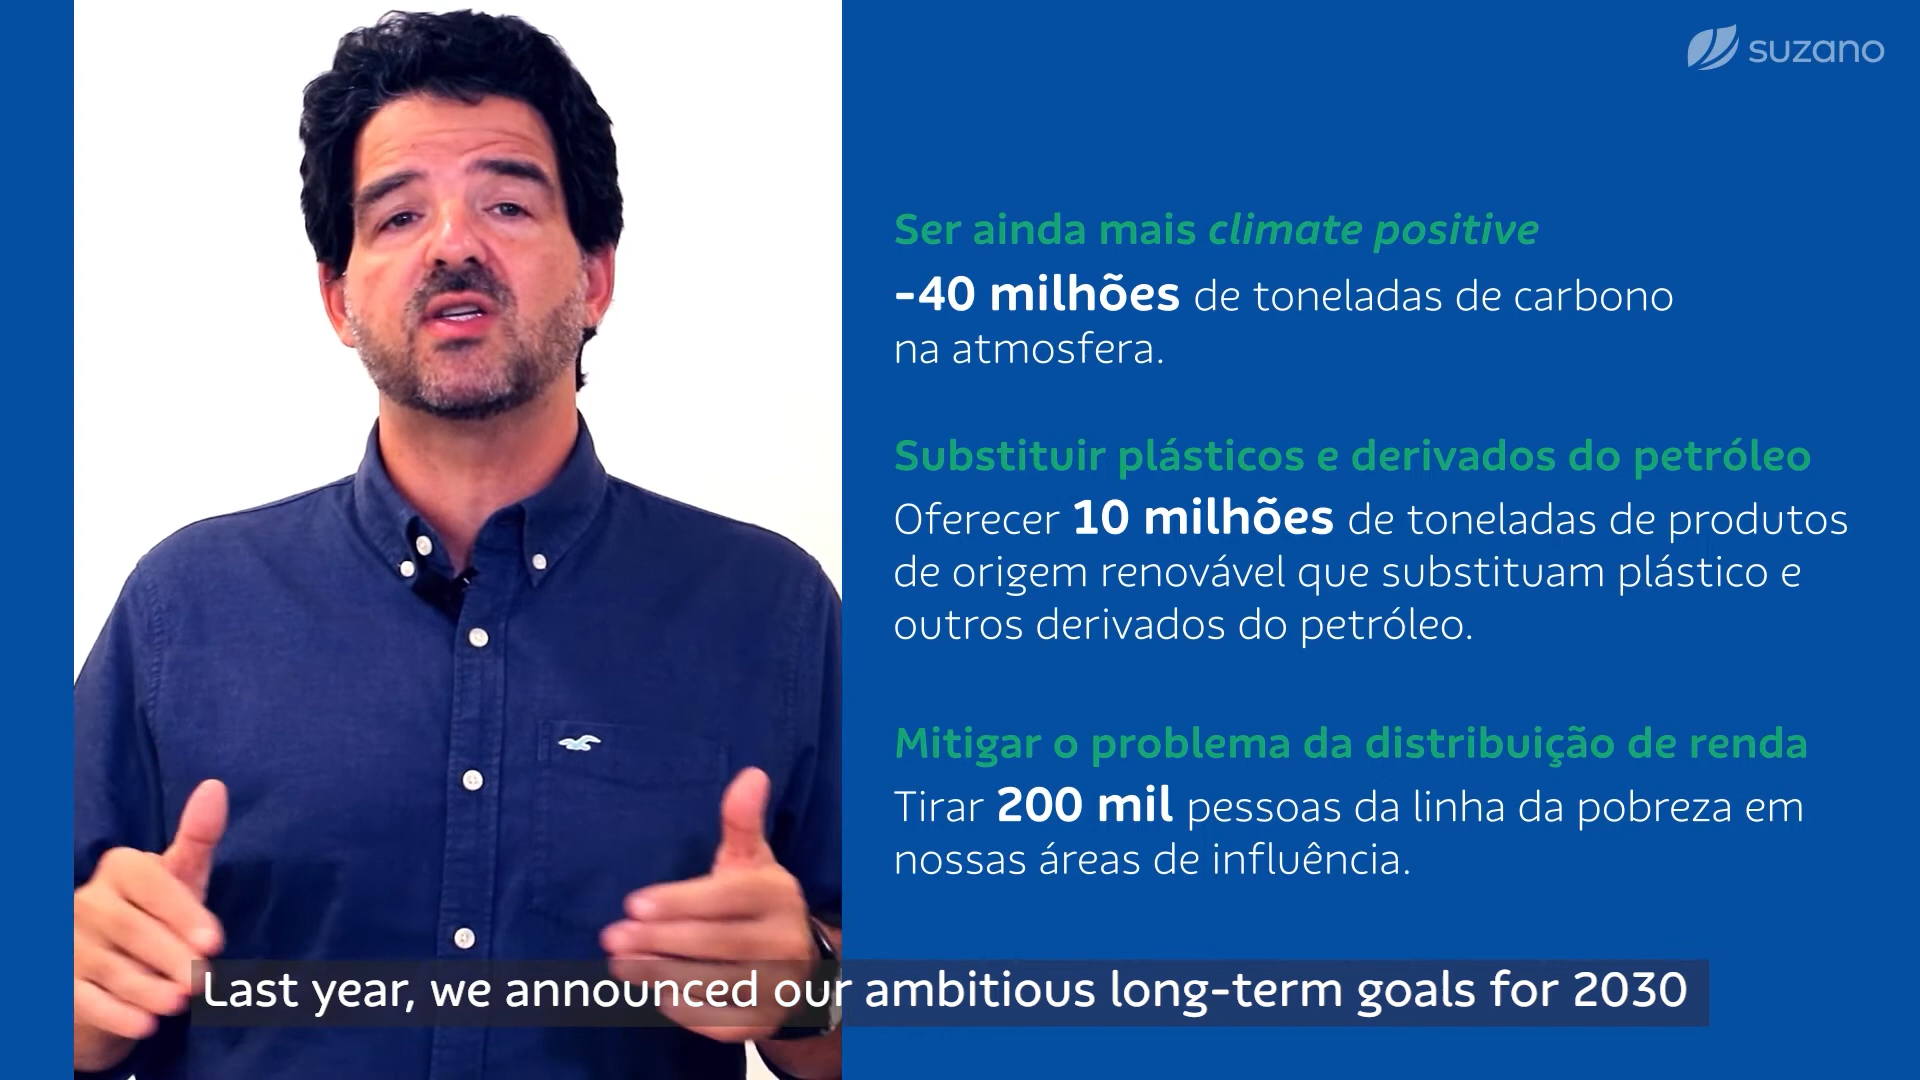 suzano
Ser ainda mais climate positive
-40 milhões de toneladas de carbono
na atmosfera.
Substituir plásticos e derivados do petróleo
Oferecer 10 milhões de toneladas de produtos
de origem renovável que substituam plástico e
outros derivados do petróleo.
Mitigar o problema da distribuição de renda
Tirar 200 mil pessoas da linha da pobreza em
nossas áreas de influência.
Last year, we announced our ambitious long-term goals for 2030